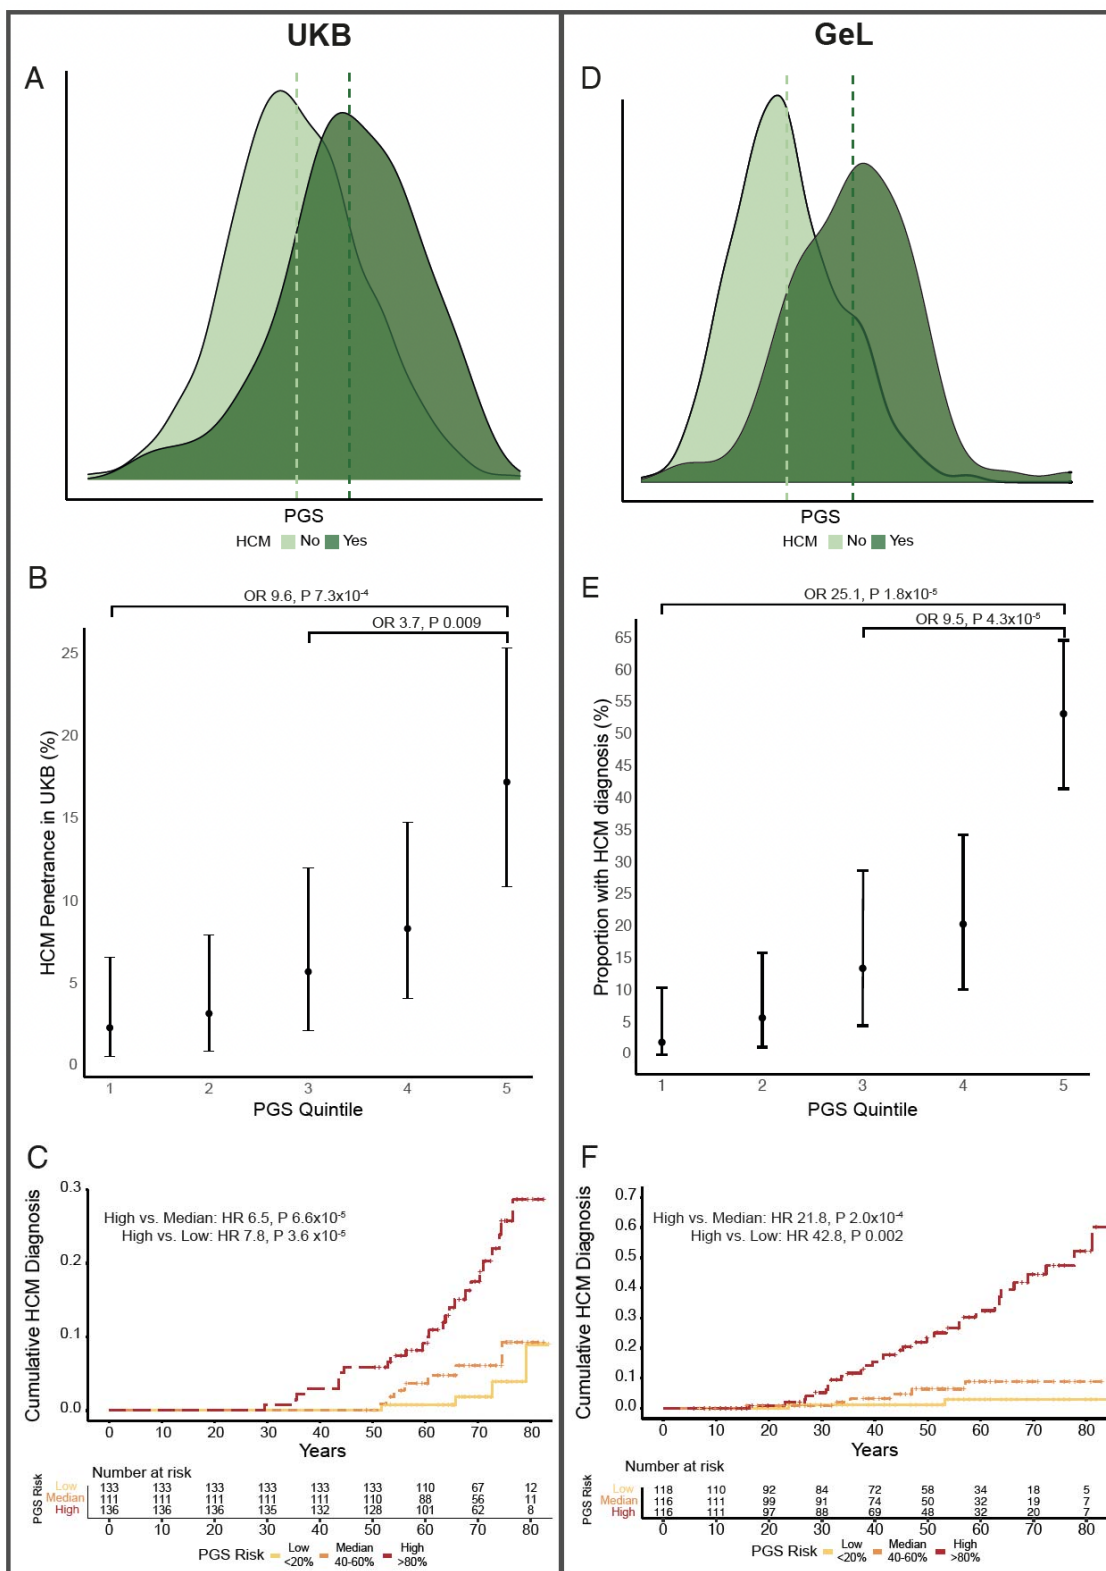 UKB
A
PGS
HCM No Yes
B
OR 9.6, P 7.3x10⁻⁴
OR 3.7, P 0.009
HCM Penetrance in UKB (%)
25
20
15
10
5
0
1 2 3 4 5
PGS Quintile
C
Cumulative HCM Diagnosis
0.3
0.2
0.1
0.0
High vs. Median: HR 6.5, P 6.6x10⁻⁵
High vs. Low: HR 7.8, P 3.6 x10⁻⁵
0 10 20 30 40 50 60 70 80
Years
Number at risk
PGS Risk
Low 133 133 133 133 133 133 110 67 12
Median 111 111 111 111 111 110 88 56 11
High 136 136 136 135 132 128 101 62 8
0 10 20 30 40 50 60 70 80
PGS Risk Low <20% Median 40-60% High >80%
GeL
D
PGS
HCM No Yes
E
OR 25.1, P 1.8x10⁻⁵
OR 9.5, P 4.3x10⁻⁵
Proportion with HCM diagnosis (%)
65
60
55
50
45
40
35
30
25
20
15
10
5
0
1 2 3 4 5
PGS Quintile
F
Cumulative HCM Diagnosis
0.7
0.6
0.5
0.4
0.3
0.2
0.1
0.0
High vs. Median: HR 21.8, P 2.0x10⁻⁴
High vs. Low: HR 42.8, P 0.002
0 10 20 30 40 50 60 70 80
Years
Number at risk
PGS Risk
Low 118 110 92 84 72 58 34 18 5
Median 116 111 99 91 74 50 32 19 7
High 116 111 97 88 69 48 32 20 7
0 10 20 30 40 50 60 70 80
PGS Risk Low <20% Median 40-60% High >80%